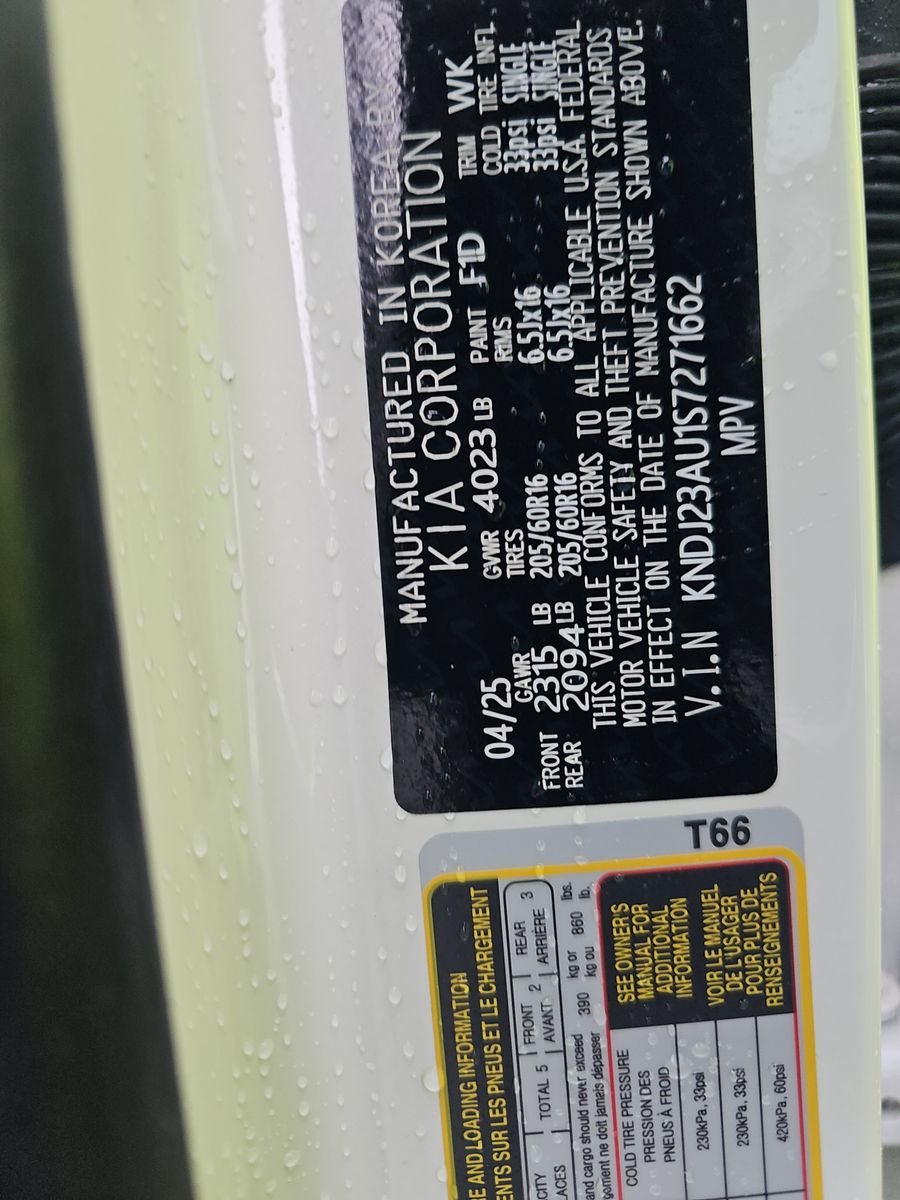 MANUFACTURED IN KOREA BY
KIA CORPORATION
04/25 GVWR 4023 LB PAINT F1D TRIM WK
GAWR TIRES RIMS COLD TIRE INFL.
FRONT 2315 LB 205/60R16 6.5Jx16 33psi SINGLE
REAR 2094 LB 205/60R16 6.5Jx16 33psi SINGLE
THIS VEHICLE CONFORMS TO ALL APPLICABLE U.S.A. FEDERAL
MOTOR VEHICLE SAFETY AND THEFT PREVENTION STANDARDS
IN EFFECT ON THE DATE OF MANUFACTURE SHOWN ABOVE.
V.I.N KNDJ23AU1S7271662
MPV
T66
AND LOADING INFORMATION
SUR LES PNEUS ET LE CHARGEMENT
TOTAL 5 FRONT 2 REAR 3
AVANT ARRIÈRE
and cargo should never exceed 390 kg or 860 lbs.
ne doit jamais dépasser kg ou lb.
COLD TIRE PRESSURE
PRESSION DES
PNEUS À FROID
230kPa, 33psi
230kPa, 33psi
420kPa, 60psi
SEE OWNER'S
MANUAL FOR
ADDITIONAL
INFORMATION
VOIR LE MANUEL
DE L'USAGER
POUR PLUS DE
RENSEIGNEMENTS